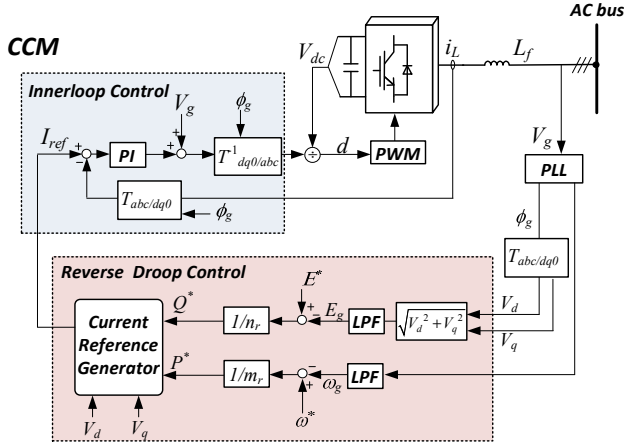 AC bus
CCM
V_dc
i_L
L_f
Innerloop Control
V_g
ϕ_g
I_ref
+
−
PI
+
+
T^1_dq0/abc
÷
d
PWM
V_g
PLL
T_abc/dq0
ϕ_g
ϕ_g
T_abc/dq0
Reverse Droop Control
E*
Q*
1/n_r
+
−
E_g
LPF
√V_d^2+V_q^2
V_d
V_q
Current
Reference
Generator
P*
1/m_r
−
+
ω_g
LPF
ω*
V_d
V_q